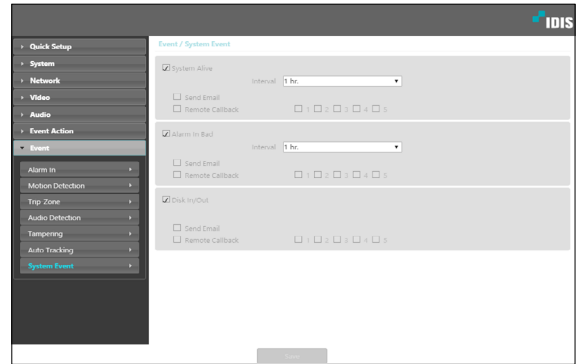 IDIS
Quick Setup
System
Network
Video
Audio
Event Action
Event
Alarm In
Motion Detection
Trip Zone
Audio Detection
Tampering
Auto Tracking
System Event
Event / System Event
System Alive
Interval 1 hr.
Send Email
Remote Callback 1 2 3 4 5
Alarm In Bad
Interval 1 hr.
Send Email
Remote Callback 1 2 3 4 5
Disk In/Out
Send Email
Remote Callback 1 2 3 4 5
Save